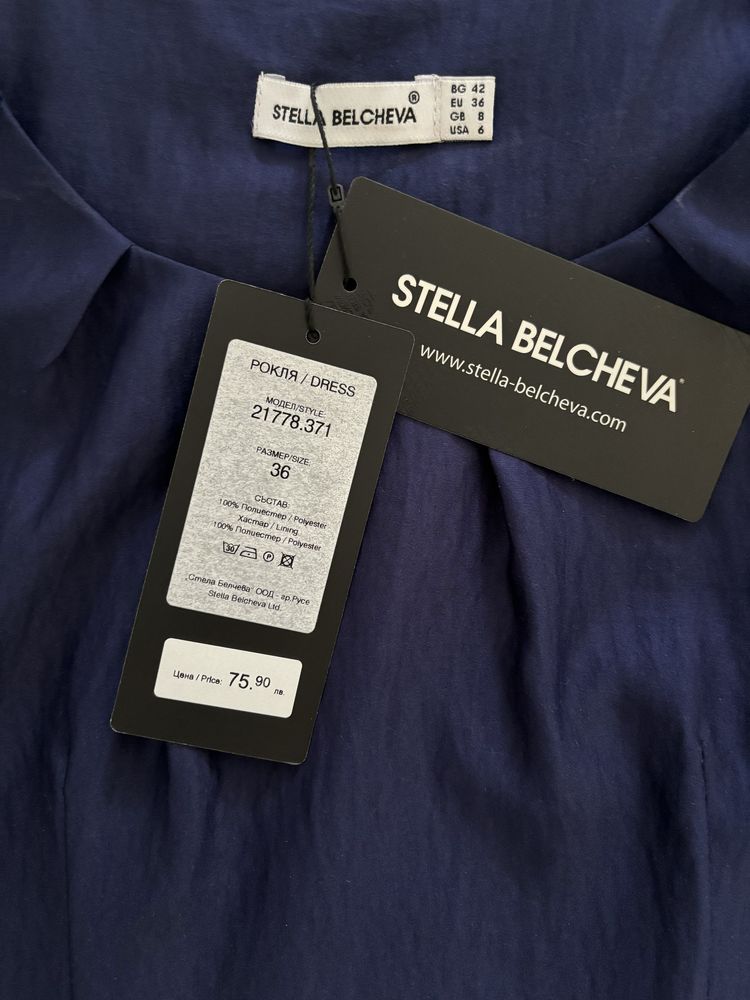 STELLA BELCHEVA®
BG 42
EU 36
GB 8
USA 6
STELLA BELCHEVA®
www.stella-belcheva.com
РОКЛЯ / DRESS
МОДЕЛ/STYLE:
21778.371
РАЗМЕР/SIZE:
36
СЪСТАВ:
100% Полиестер / Polyester
Хастар / Lining
100% Полиестер / Polyester
30 P
„Стела Белчева" ООД - гр.Русе
Stella Belcheva Ltd.
Цена / Price: 75.90 лв.